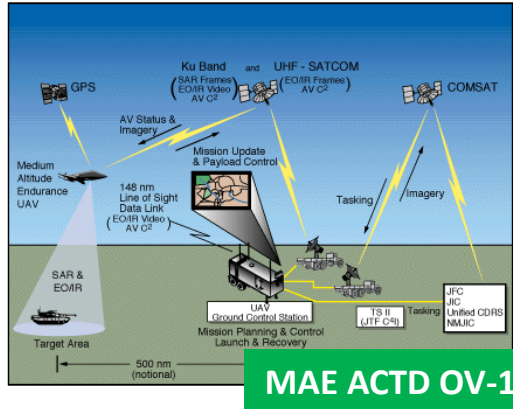 Ku Band and UHF - SATCOM
(SAR Frames
EO/IR Video
AV C²)
(EO/IR Frames
AV C²)
GPS
COMSAT
AV Status &
Imagery
Mission Update
& Payload Control
Medium
Altitude
Endurance
UAV
148 nm
Line of Sight
Data Link
(EO/IR Video
AV C²)
Tasking
Imagery
SAR &
EO/IR
Target Area
UAV
Ground Control Station
Mission Planning & Control
Launch & Recovery
TS II
(JTF C⁴I)
Tasking
JFC
JIC
Unified CDRS
NMJIC
500 nm
(notional)
MAE ACTD OV-1